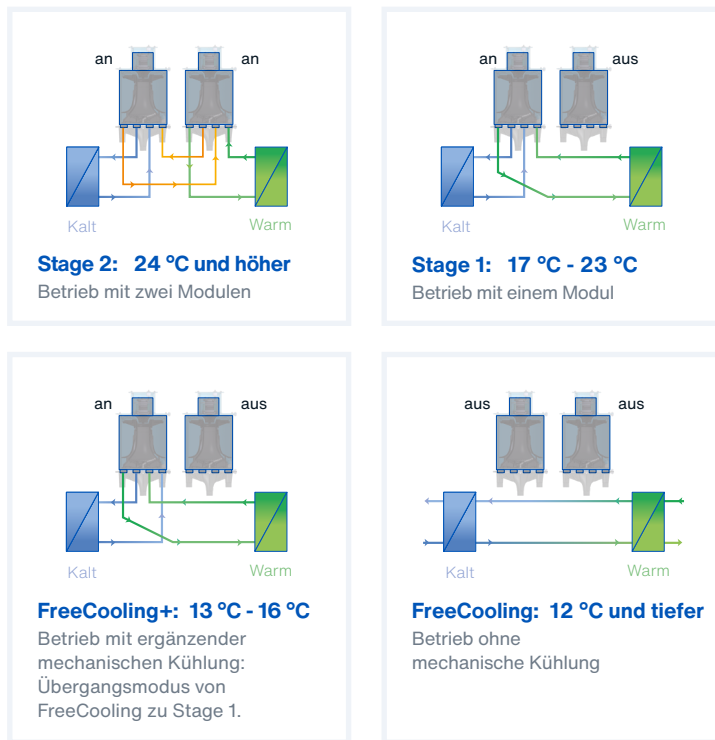 an an
Kalt Warm
Stage 2: 24 °C und höher
Betrieb mit zwei Modulen
an aus
Kalt Warm
Stage 1: 17 °C - 23 °C
Betrieb mit einem Modul
an aus
Kalt Warm
FreeCooling+: 13 °C - 16 °C
Betrieb mit ergänzender
mechanischen Kühlung:
Übergangsmodus von
FreeCooling zu Stage 1.
aus aus
Kalt Warm
FreeCooling: 12 °C und tiefer
Betrieb ohne
mechanische Kühlung